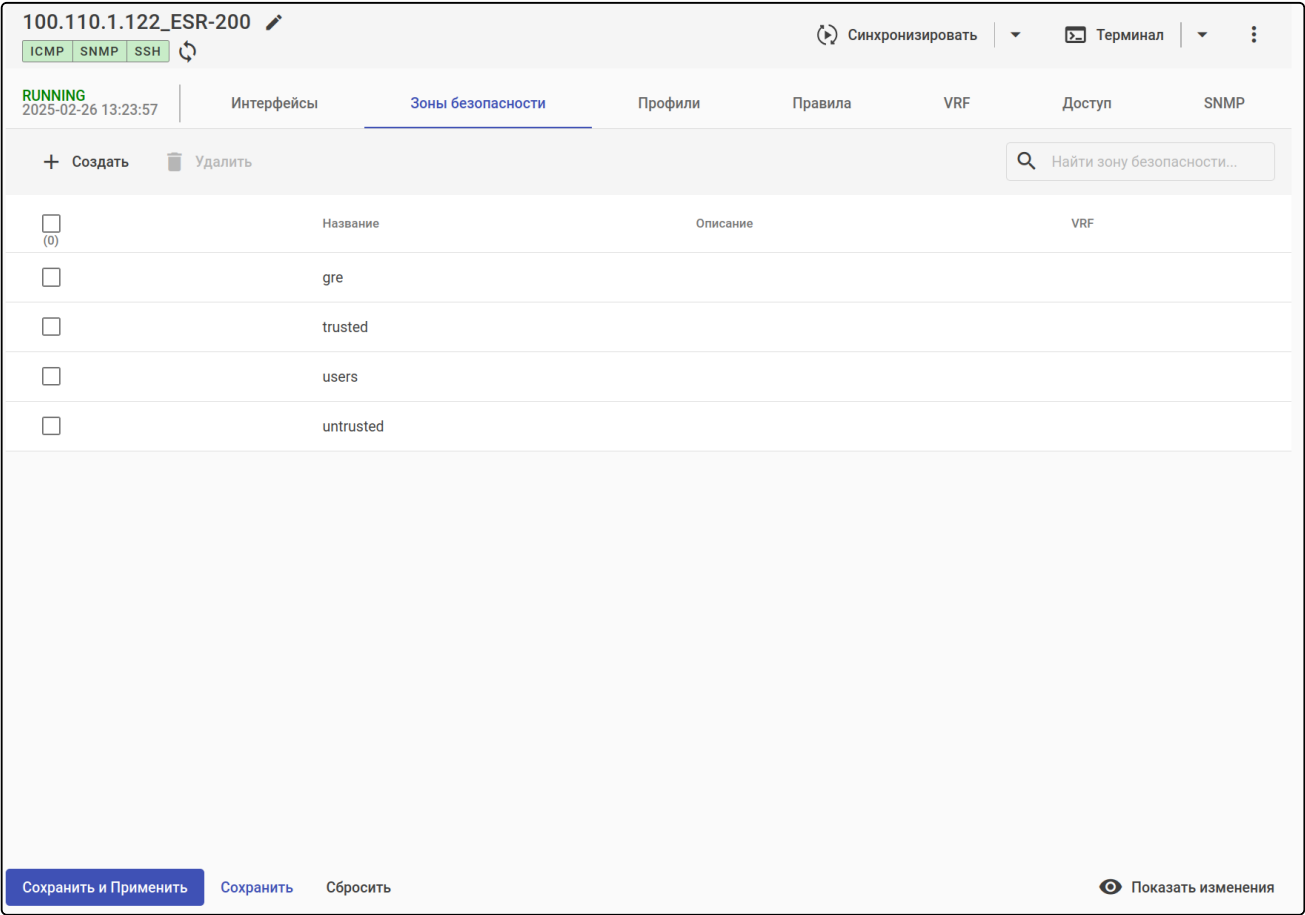 100.110.1.122_ESR-200
Синхронизировать
Терминал
ICMP SNMP SSH
RUNNING
2025-02-26 13:23:57
Интерфейсы Зоны безопасности Профили Правила VRF Доступ SNMP
Создать Удалить Найти зону безопасности...
Название Описание VRF
(0)
gre
trusted
users
untrusted
Сохранить и Применить Сохранить Сбросить Показать изменения